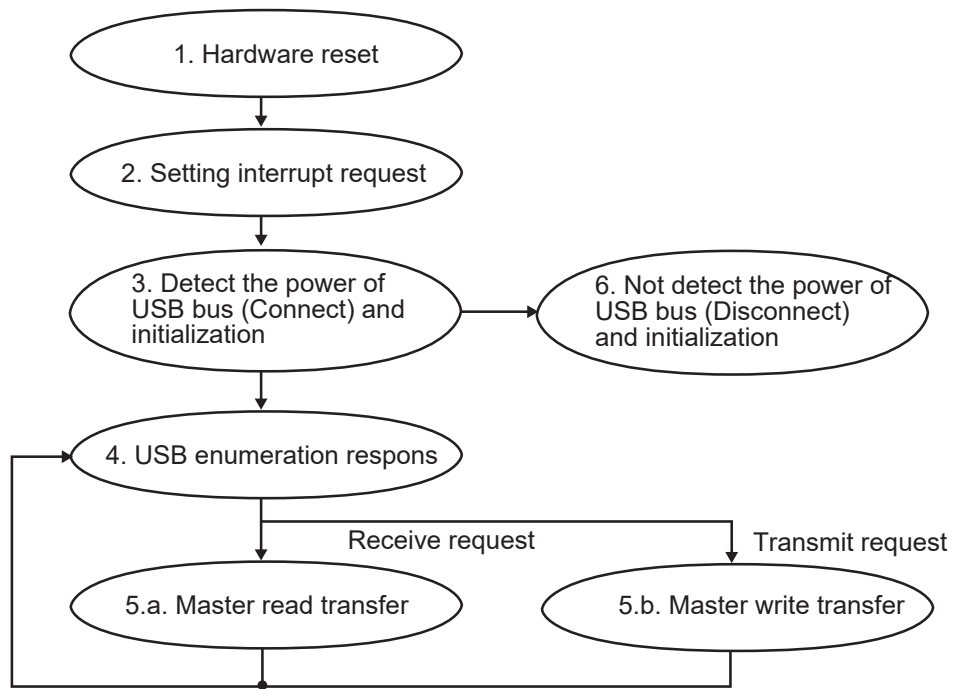 1. Hardware reset
2. Setting interrupt request
3. Detect the power of
USB bus (Connect) and
initialization
6. Not detect the power of
USB bus (Disconnect)
and initialization
4. USB enumeration respons
Receive request
Transmit request
5.a. Master read transfer
5.b. Master write transfer